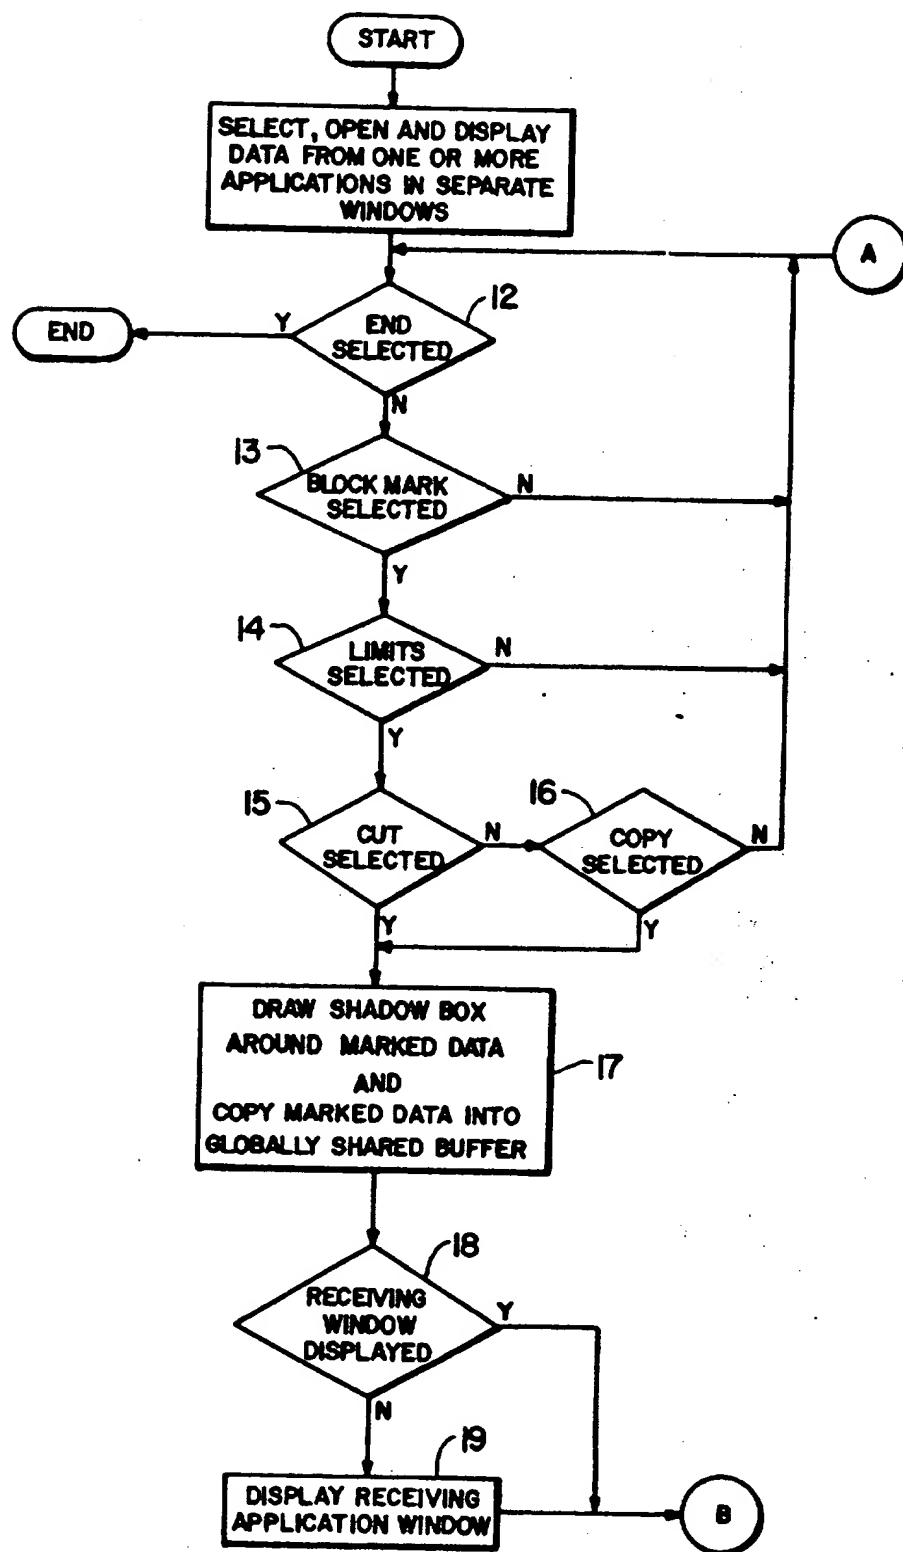 START
SELECT, OPEN AND DISPLAY
DATA FROM ONE OR MORE
APPLICATIONS IN SEPARATE
WINDOWS
A
12
END
Y
END
SELECTED
N
13
BLOCK MARK
SELECTED
N
Y
14
LIMITS
SELECTED
N
Y
15
CUT
SELECTED
N
16
COPY
SELECTED
N
Y
Y
DRAW SHADOW BOX
AROUND MARKED DATA
AND
COPY MARKED DATA INTO
GLOBALLY SHARED BUFFER
17
18
RECEIVING
WINDOW
DISPLAYED
Y
N
19
DISPLAY RECEIVING
APPLICATION WINDOW
B